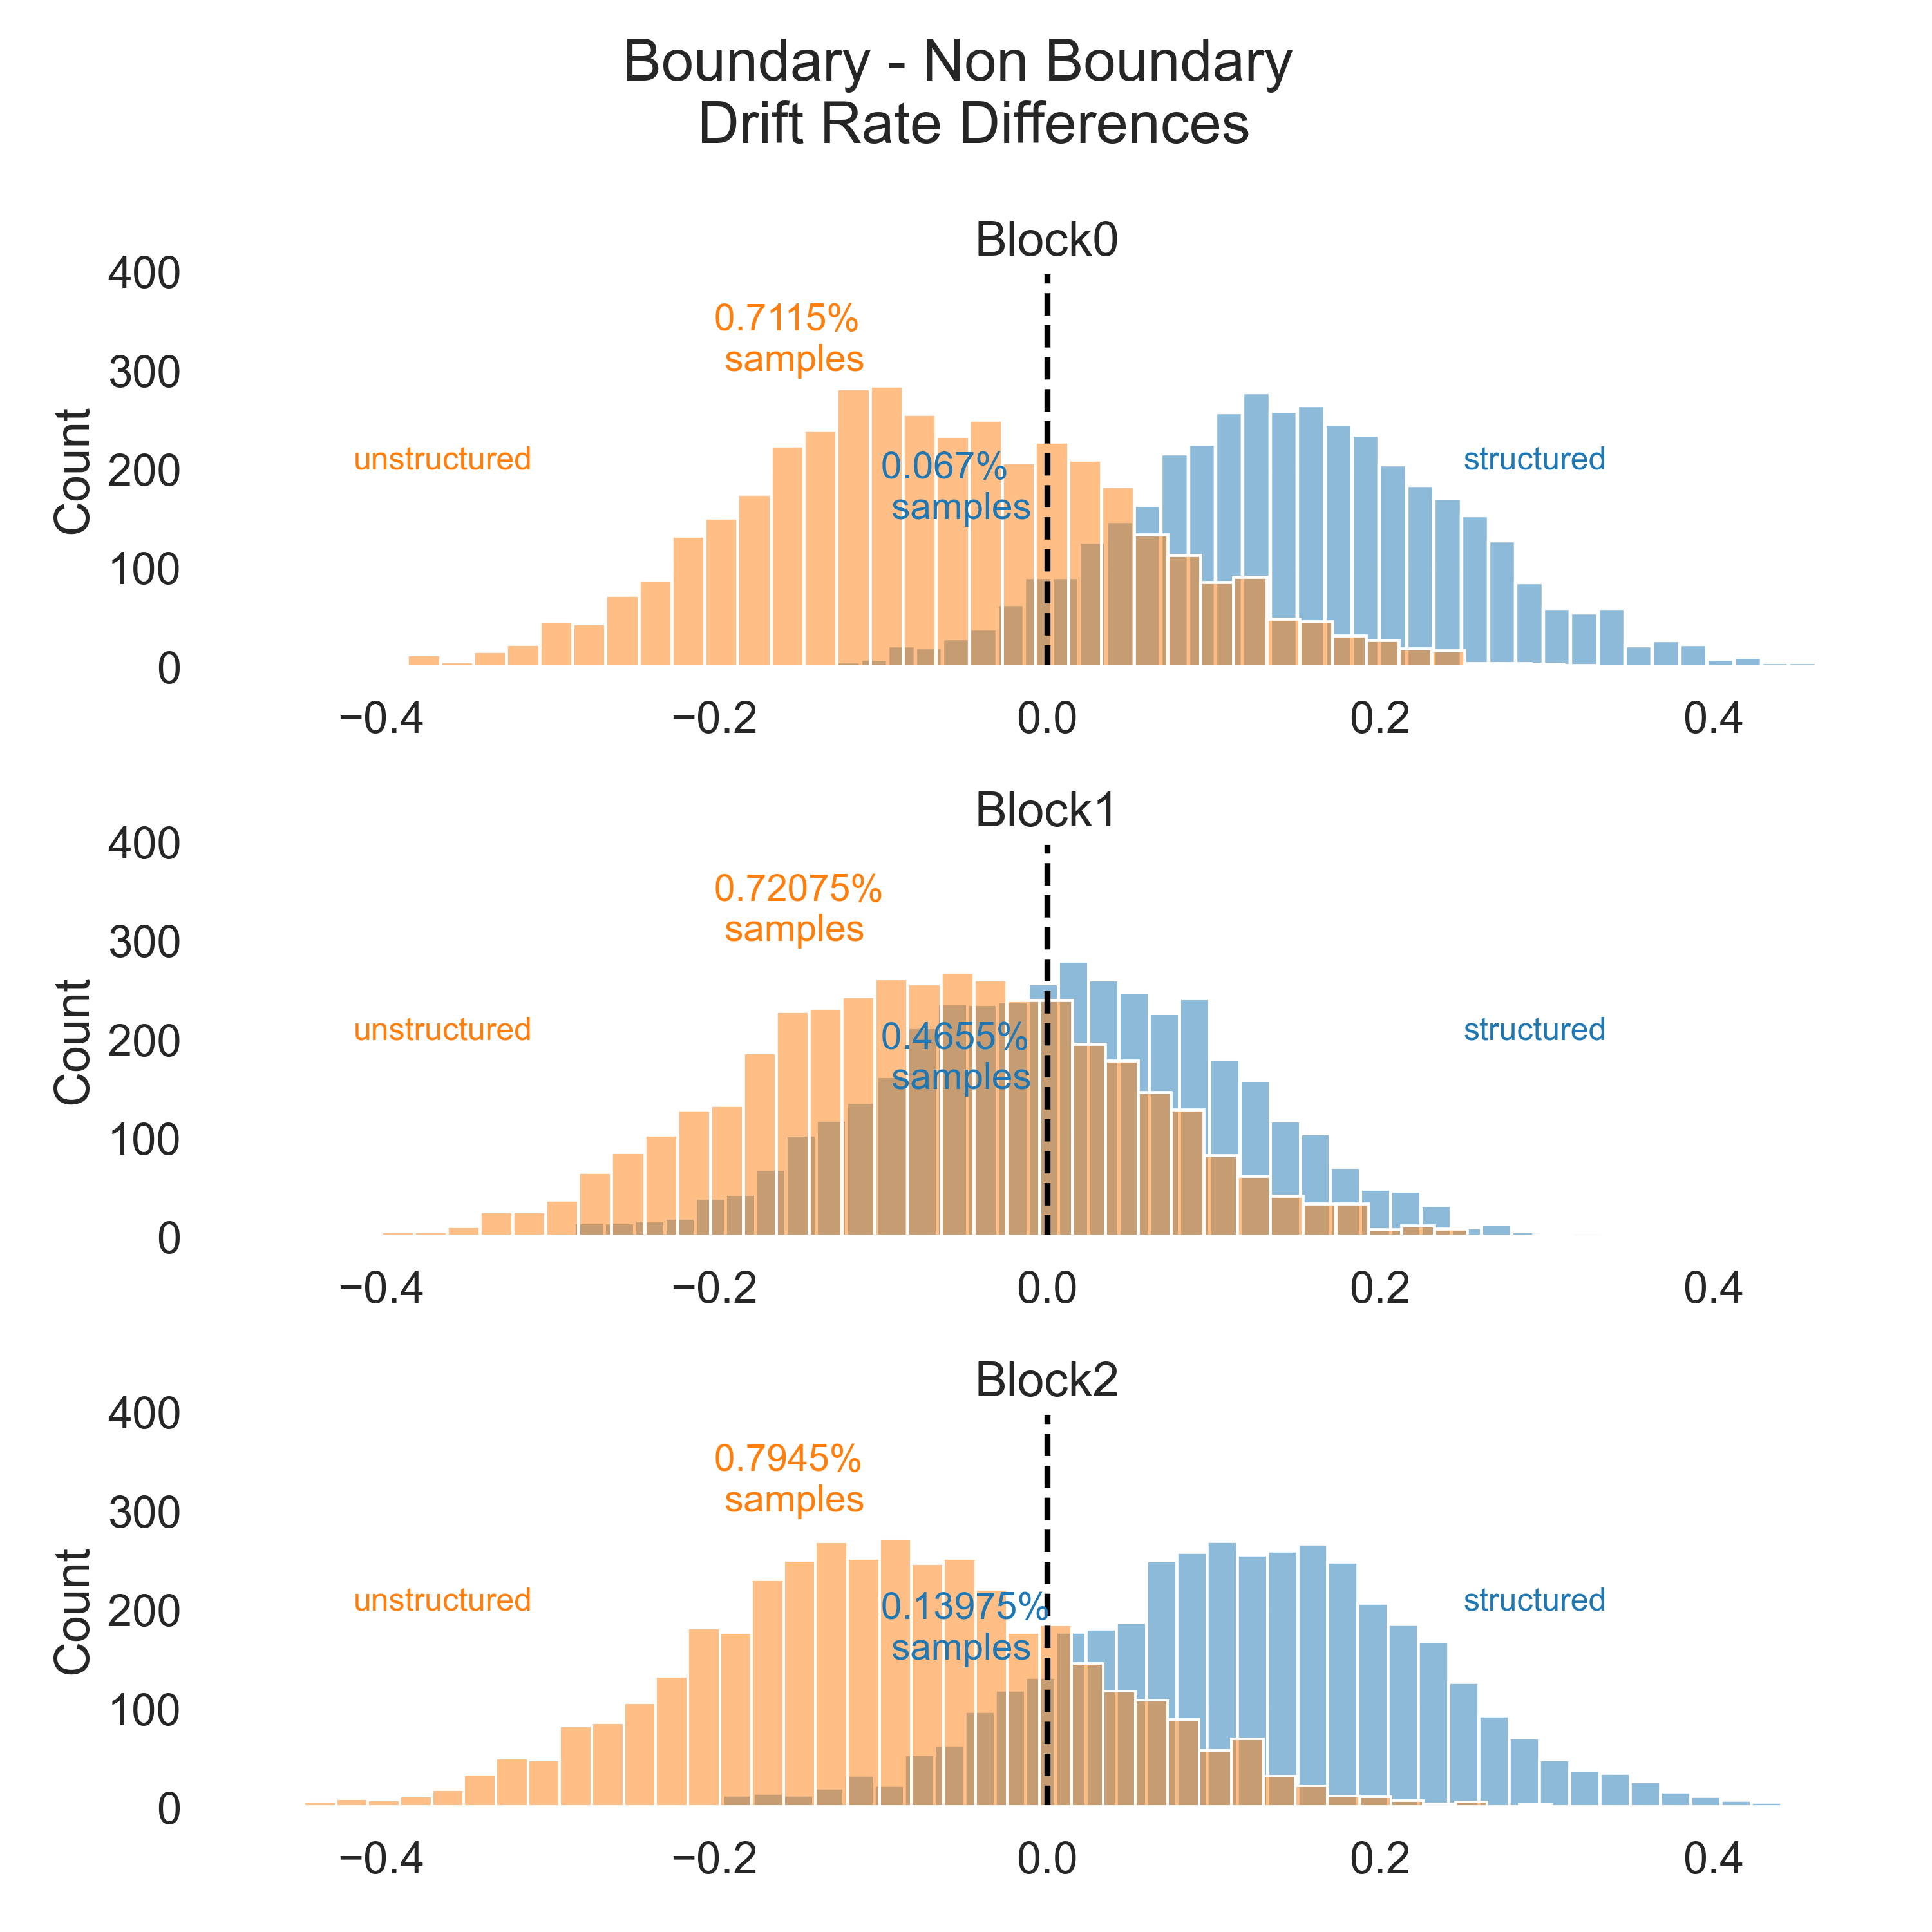 Boundary - Non Boundary
Drift Rate Differences
Block0
400
300
200
100
0
Count
0.7115%
samples
unstructured
0.067%
samples
structured
−0.4 −0.2 0.0 0.2 0.4
Block1
400
300
200
100
0
Count
0.72075%
samples
unstructured
0.4655%
samples
structured
−0.4 −0.2 0.0 0.2 0.4
Block2
400
300
200
100
0
Count
0.7945%
samples
unstructured
0.13975%
samples
structured
−0.4 −0.2 0.0 0.2 0.4